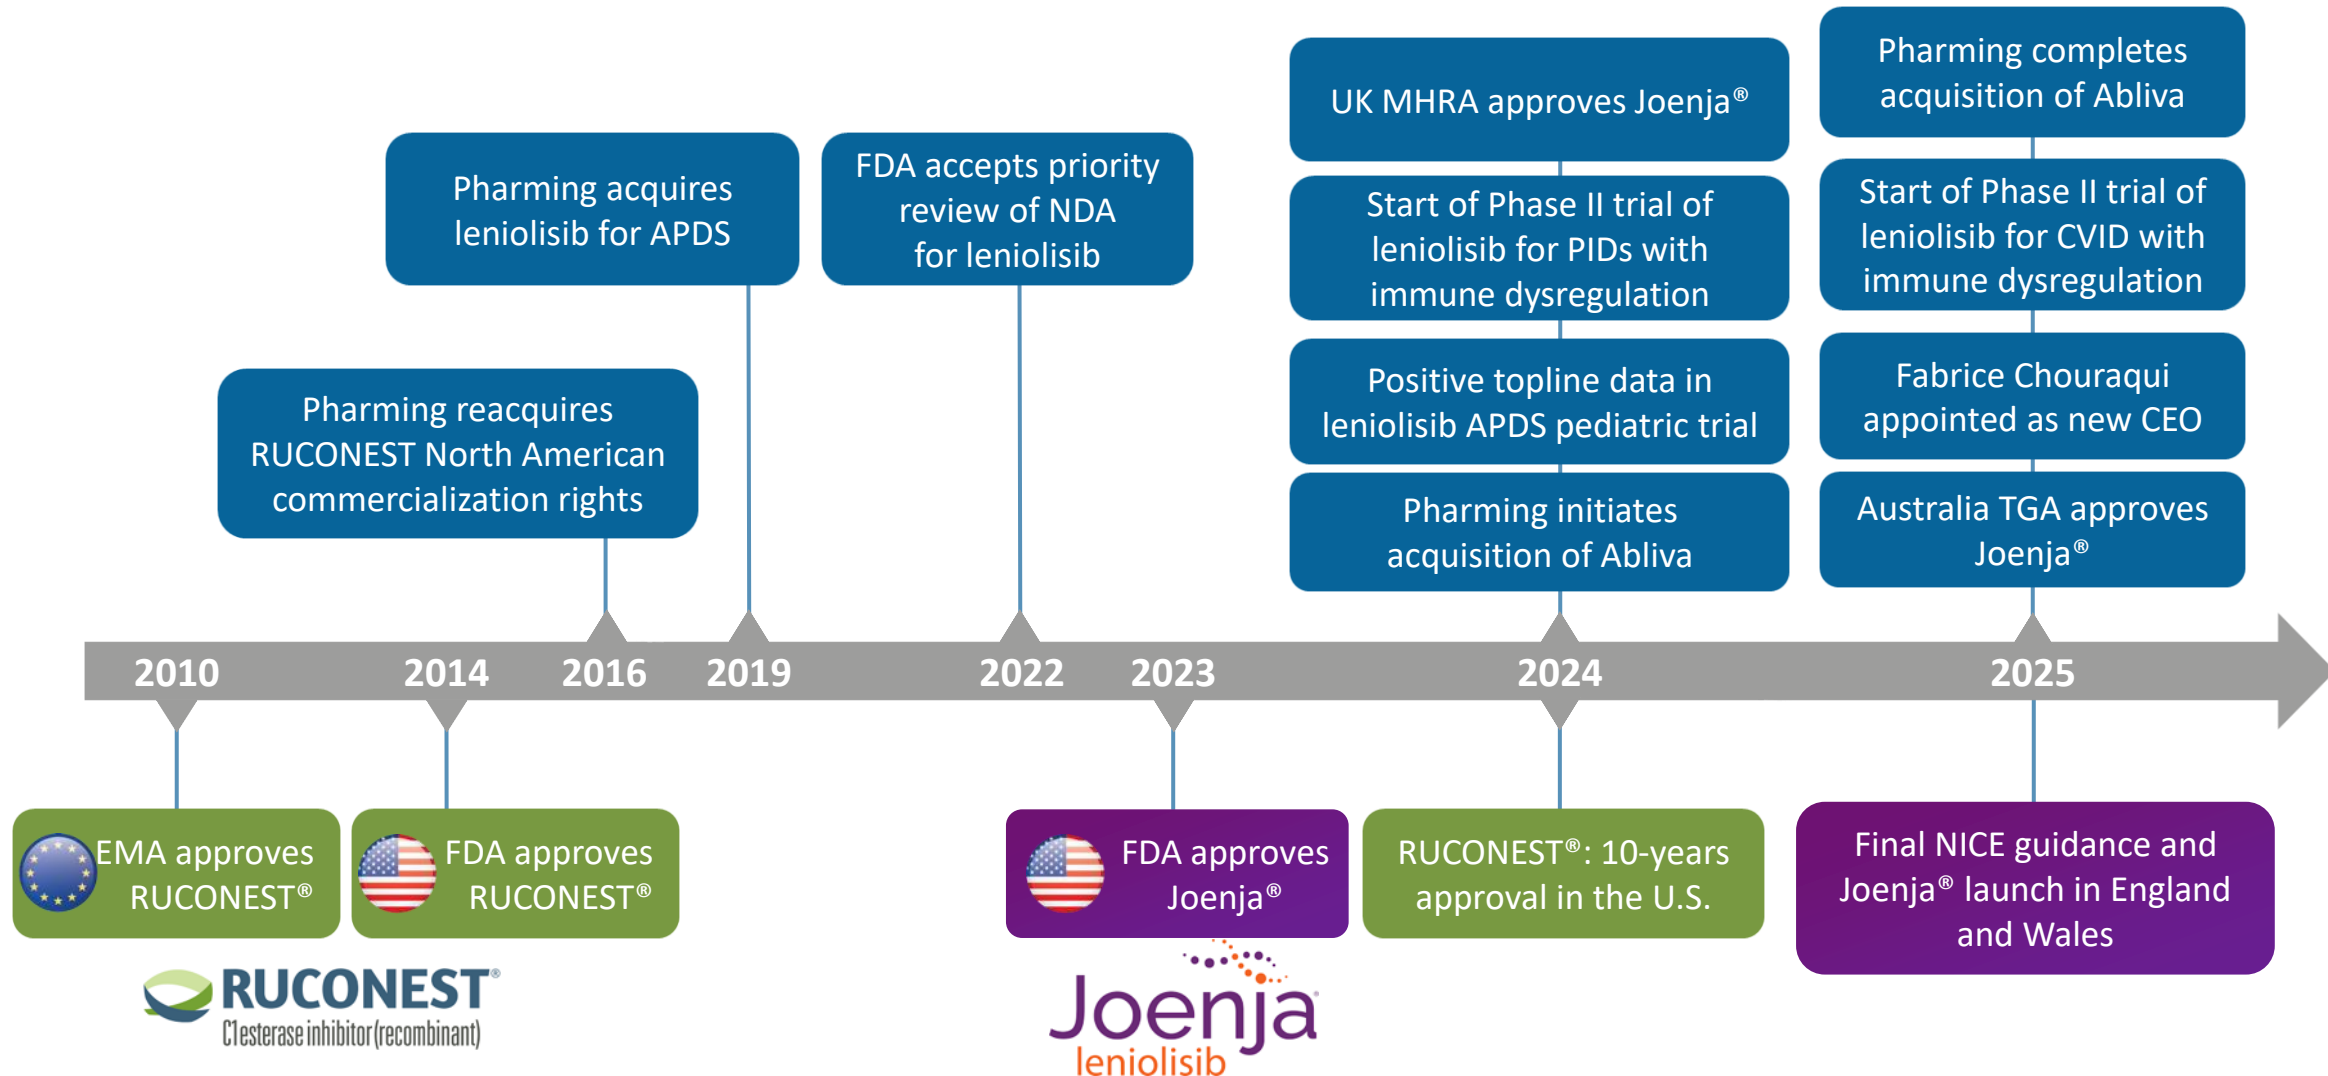 Pharming acquires
leniolisib for APDS
FDA accepts priority
review of NDA
for leniolisib
UK MHRA approves Joenja®
Start of Phase II trial of
leniolisib for PIDs with
immune dysregulation
Positive topline data in
leniolisib APDS pediatric trial
Pharming initiates
acquisition of Abliva
Pharming completes
acquisition of Abliva
Start of Phase II trial of
leniolisib for CVID with
immune dysregulation
Fabrice Chouraqui
appointed as new CEO
Australia TGA approves
Joenja®
Pharming reacquires
RUCONEST North American
commercialization rights
2010
2014
2016
2019
2022
2023
2024
2025
EMA approves
RUCONEST®
FDA approves
RUCONEST®
FDA approves
Joenja®
RUCONEST®: 10-years
approval in the U.S.
Final NICE guidance and
Joenja® launch in England
and Wales
RUCONEST®
C1 esterase inhibitor (recombinant)
Joenja®
leniolisib